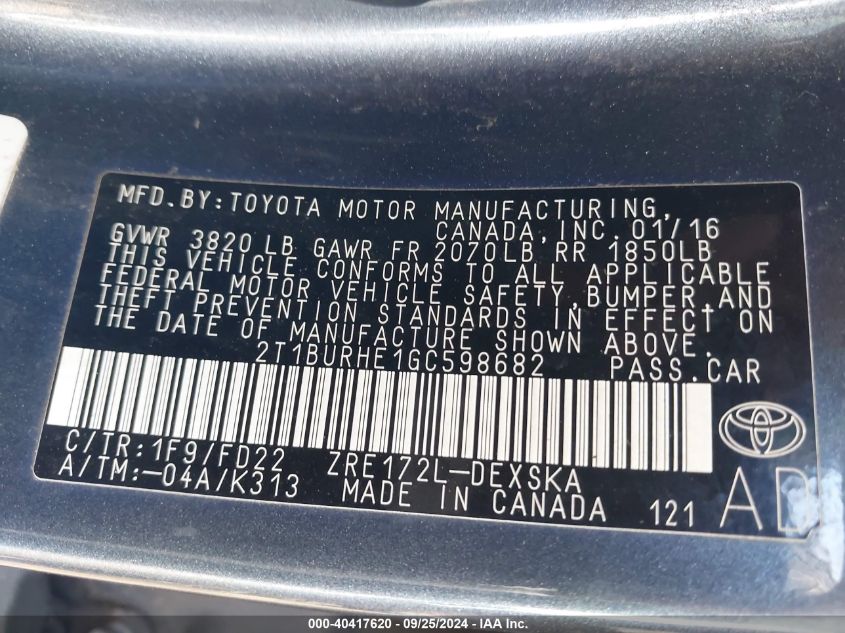 MFD.BY:TOYOTA MOTOR MANUFACTURING,
CANADA,INC.01/16
GVWR 3820 LB GAWR FR 2070LB,RR 1850LB
THIS VEHICLE CONFORMS TO ALL APPLICABLE
FEDERAL MOTOR VEHICLE SAFETY,BUMPER,AND
THEFT PREVENTION STANDARDS IN EFFECT ON
THE DATE OF MANUFACTURE SHOWN ABOVE.
2T1BURHE1GC598682 PASS.CAR
C/TR:1F9/FD22 ZRE172L-DEXSKA
A/TM:-04A/K313 MADE IN CANADA 121
AD
000-40417620 - 09/25/2024 - IAA Inc.